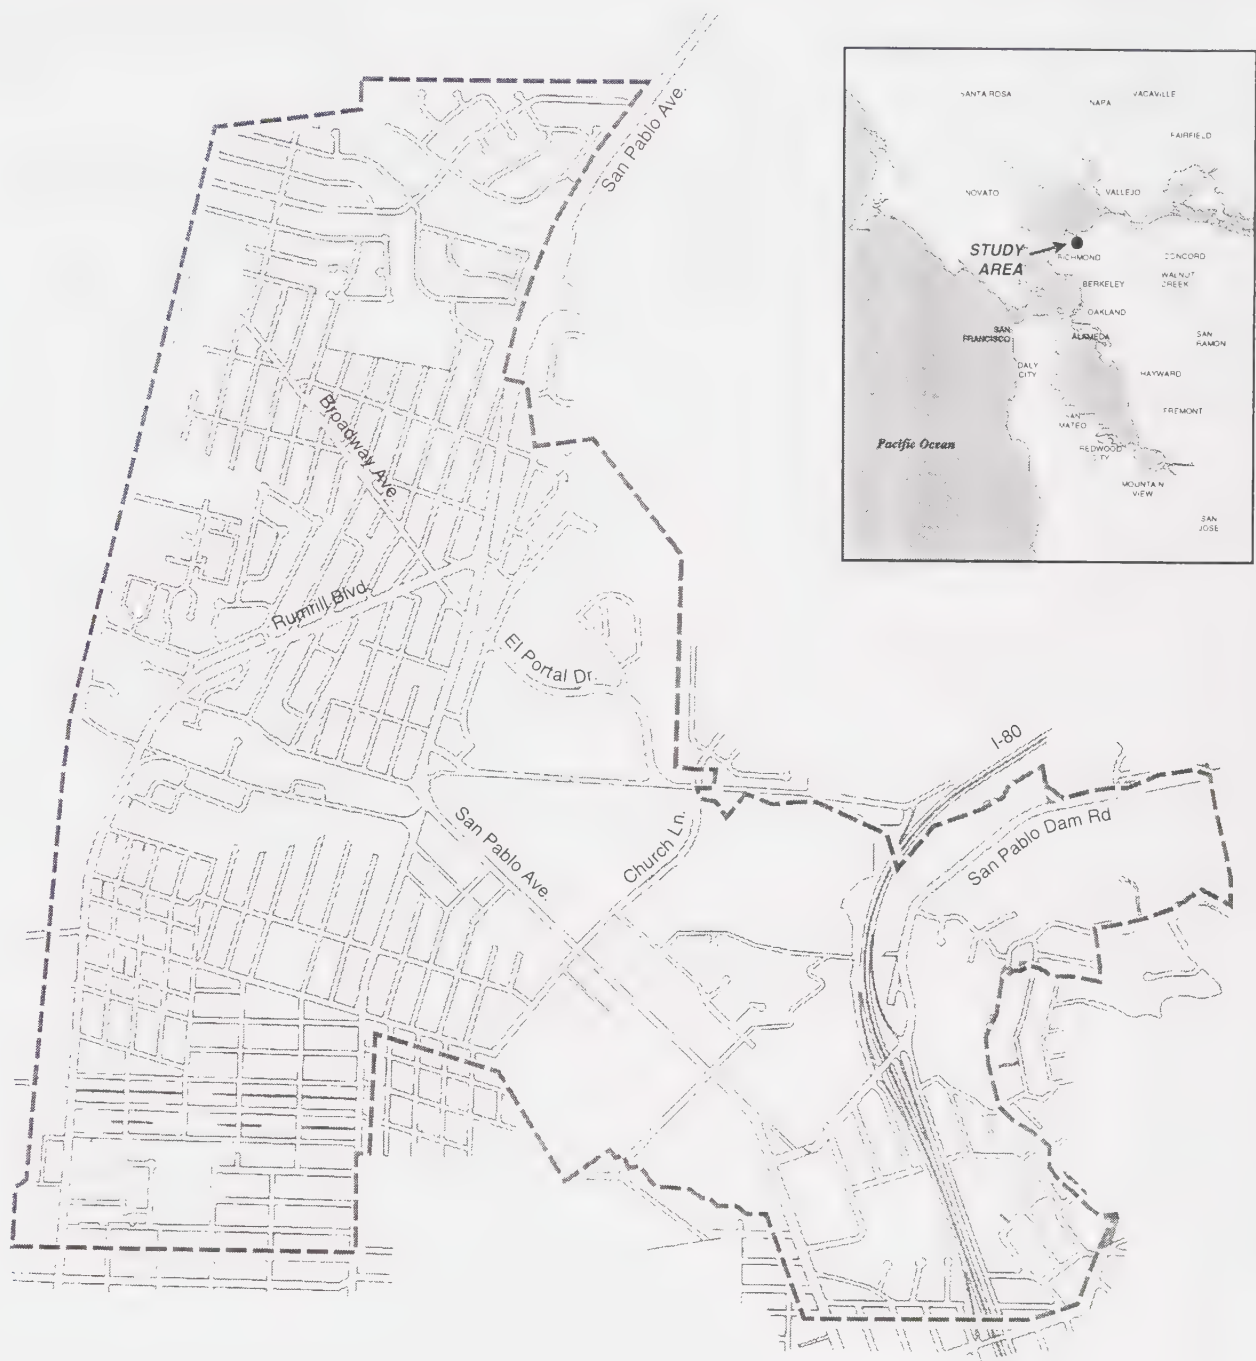 San Pablo Ave.
SANTA ROSA
NAPA
VACAVILLE
FAIRFIELD
NOVATO
VALLEJO
STUDY
AREA
RICHMOND
CONCORD
WALNUT
CREEK
BERKELEY
OAKLAND
SAN
FRANCISCO
ALAMEDA
SAN
RAMON
DALY
CITY
HAYWARD
SAN
MATEO
FREMONT
Pacific Ocean
REDWOOD
CITY
MOUNTAIN
VIEW
SAN
JOSE
Broadway Ave.
Rumrill Blvd.
El Portal Dr.
I-80
San Pablo Ave.
Church Ln.
San Pablo Dam Rd